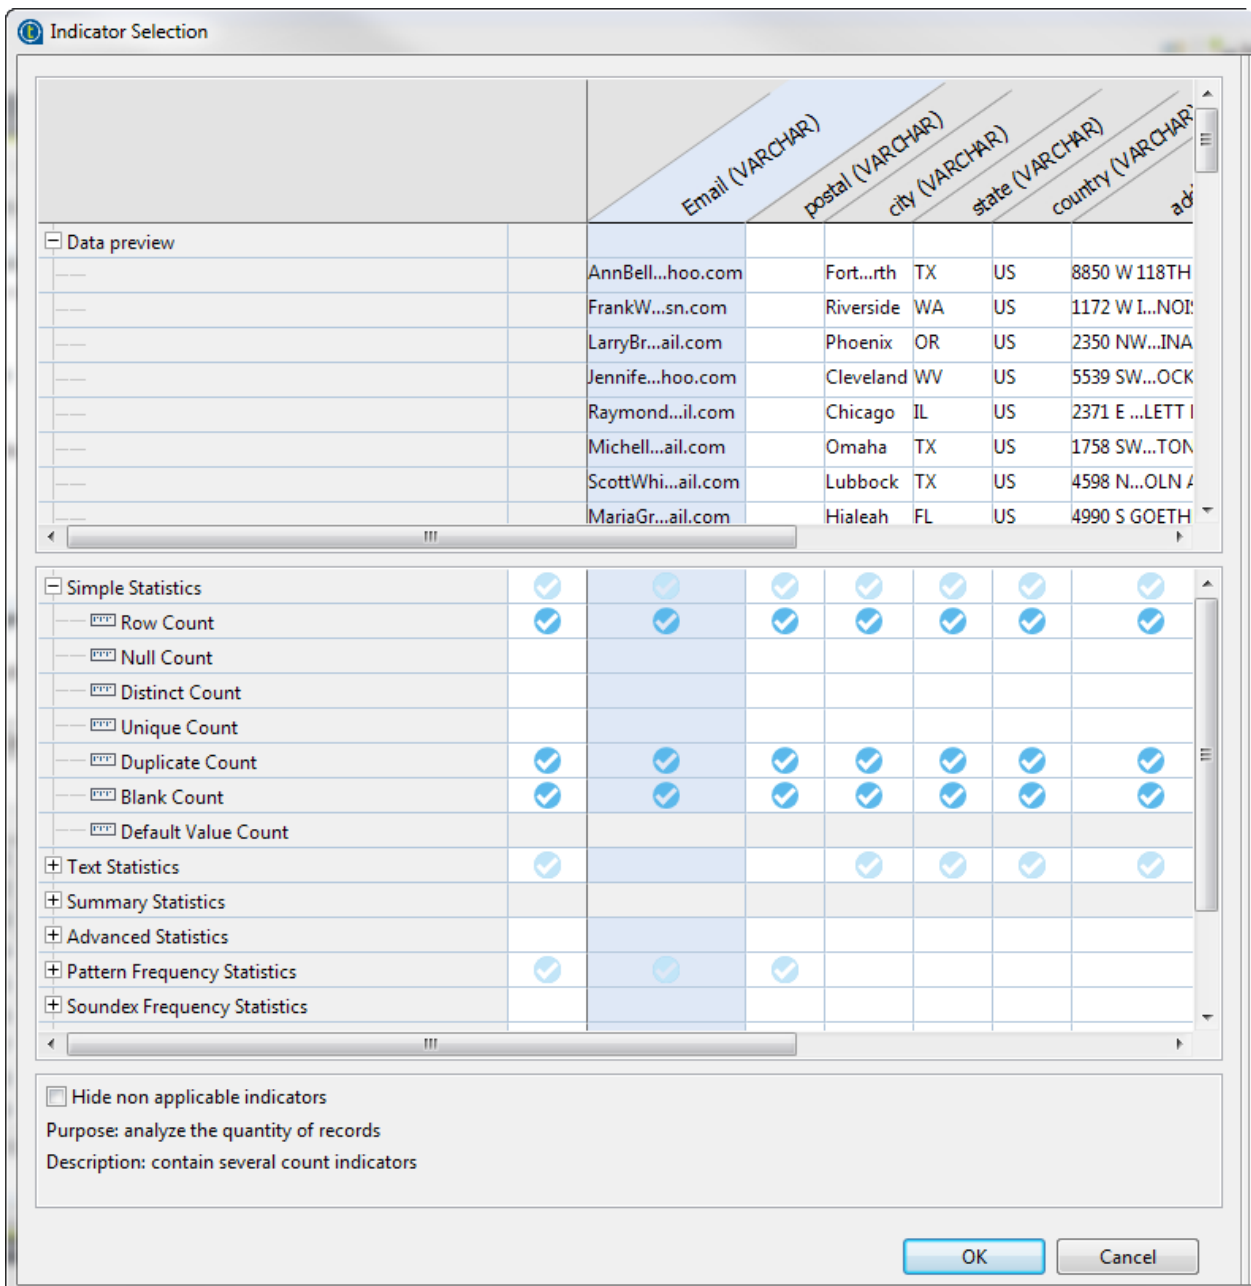 Indicator Selection
Email (VARCHAR) postal (VARCHAR) city (VARCHAR) state (VARCHAR) country (VARCHAR)
Data preview
AnnBell...hoo.com Fort...rth TX US 8850 W 118TH
FrankW...sn.com Riverside WA US 1172 W I...NOI
LarryBr...ail.com Phoenix OR US 2350 NW...INA
Jennife...hoo.com Cleveland WV US 5539 SW...OCK
Raymond...il.com Chicago IL US 2371 E ...LETT
Michell...ail.com Omaha TX US 1758 SW...TON
ScottWhi...ail.com Lubbock TX US 4598 N...OLN
MariaGr...ail.com Hialeah FL US 4990 S GOETH
Simple Statistics
Row Count
Null Count
Distinct Count
Unique Count
Duplicate Count
Blank Count
Default Value Count
Text Statistics
Summary Statistics
Advanced Statistics
Pattern Frequency Statistics
Soundex Frequency Statistics
Hide non applicable indicators
Purpose: analyze the quantity of records
Description: contain several count indicators
OK Cancel